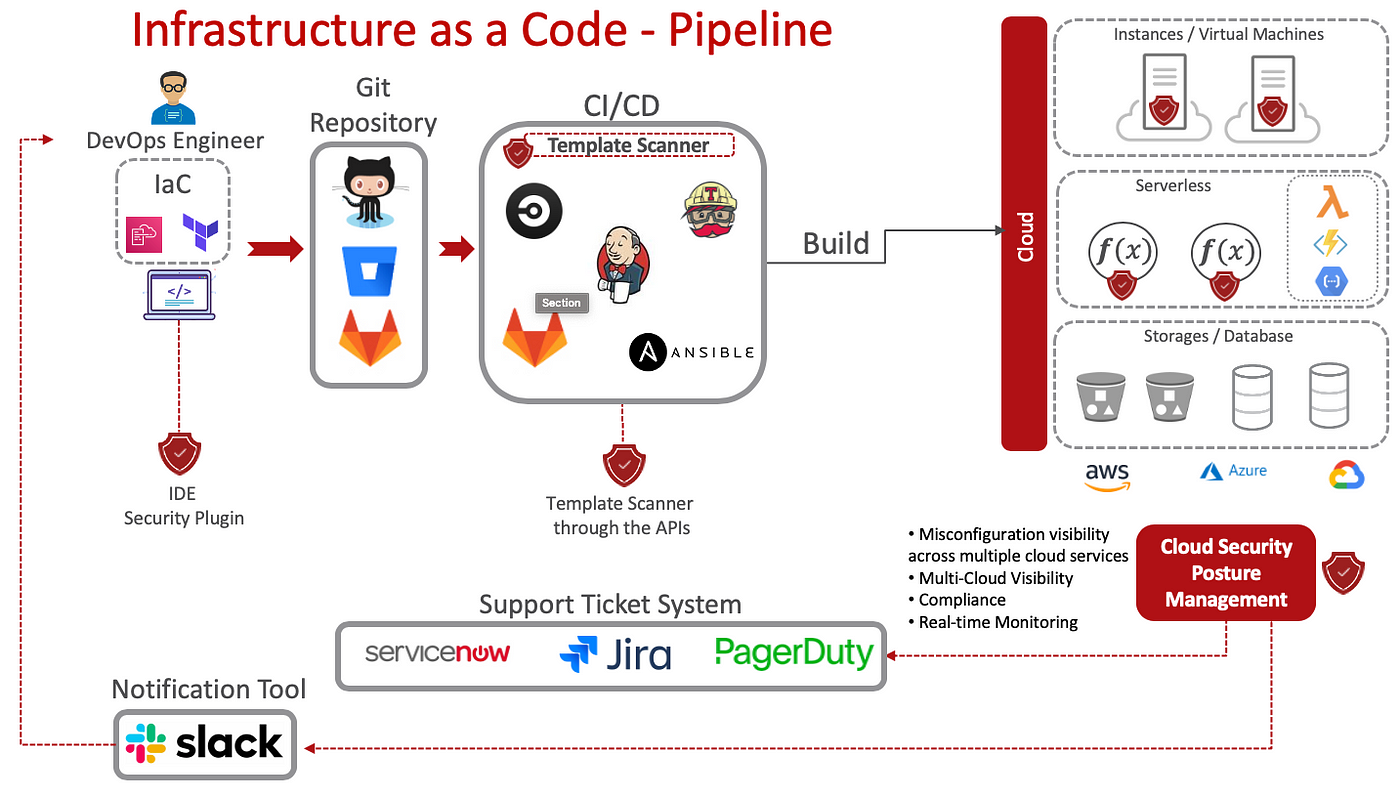 Infrastructure as a Code - Pipeline
DevOps Engineer
IaC
</>
IDE
Security Plugin
Git
Repository
CI/CD
Template Scanner
T
Section
A ANSIBLE
Template Scanner
through the APIs
Build
Cloud
Instances / Virtual Machines
Serverless
f(x)
f(x)
Storages / Database
aws
Azure
• Misconfiguration visibility
across multiple cloud services
• Multi-Cloud Visibility
• Compliance
• Real-time Monitoring
Cloud Security
Posture
Management
Support Ticket System
servicenow
Jira
PagerDuty
Notification Tool
slack